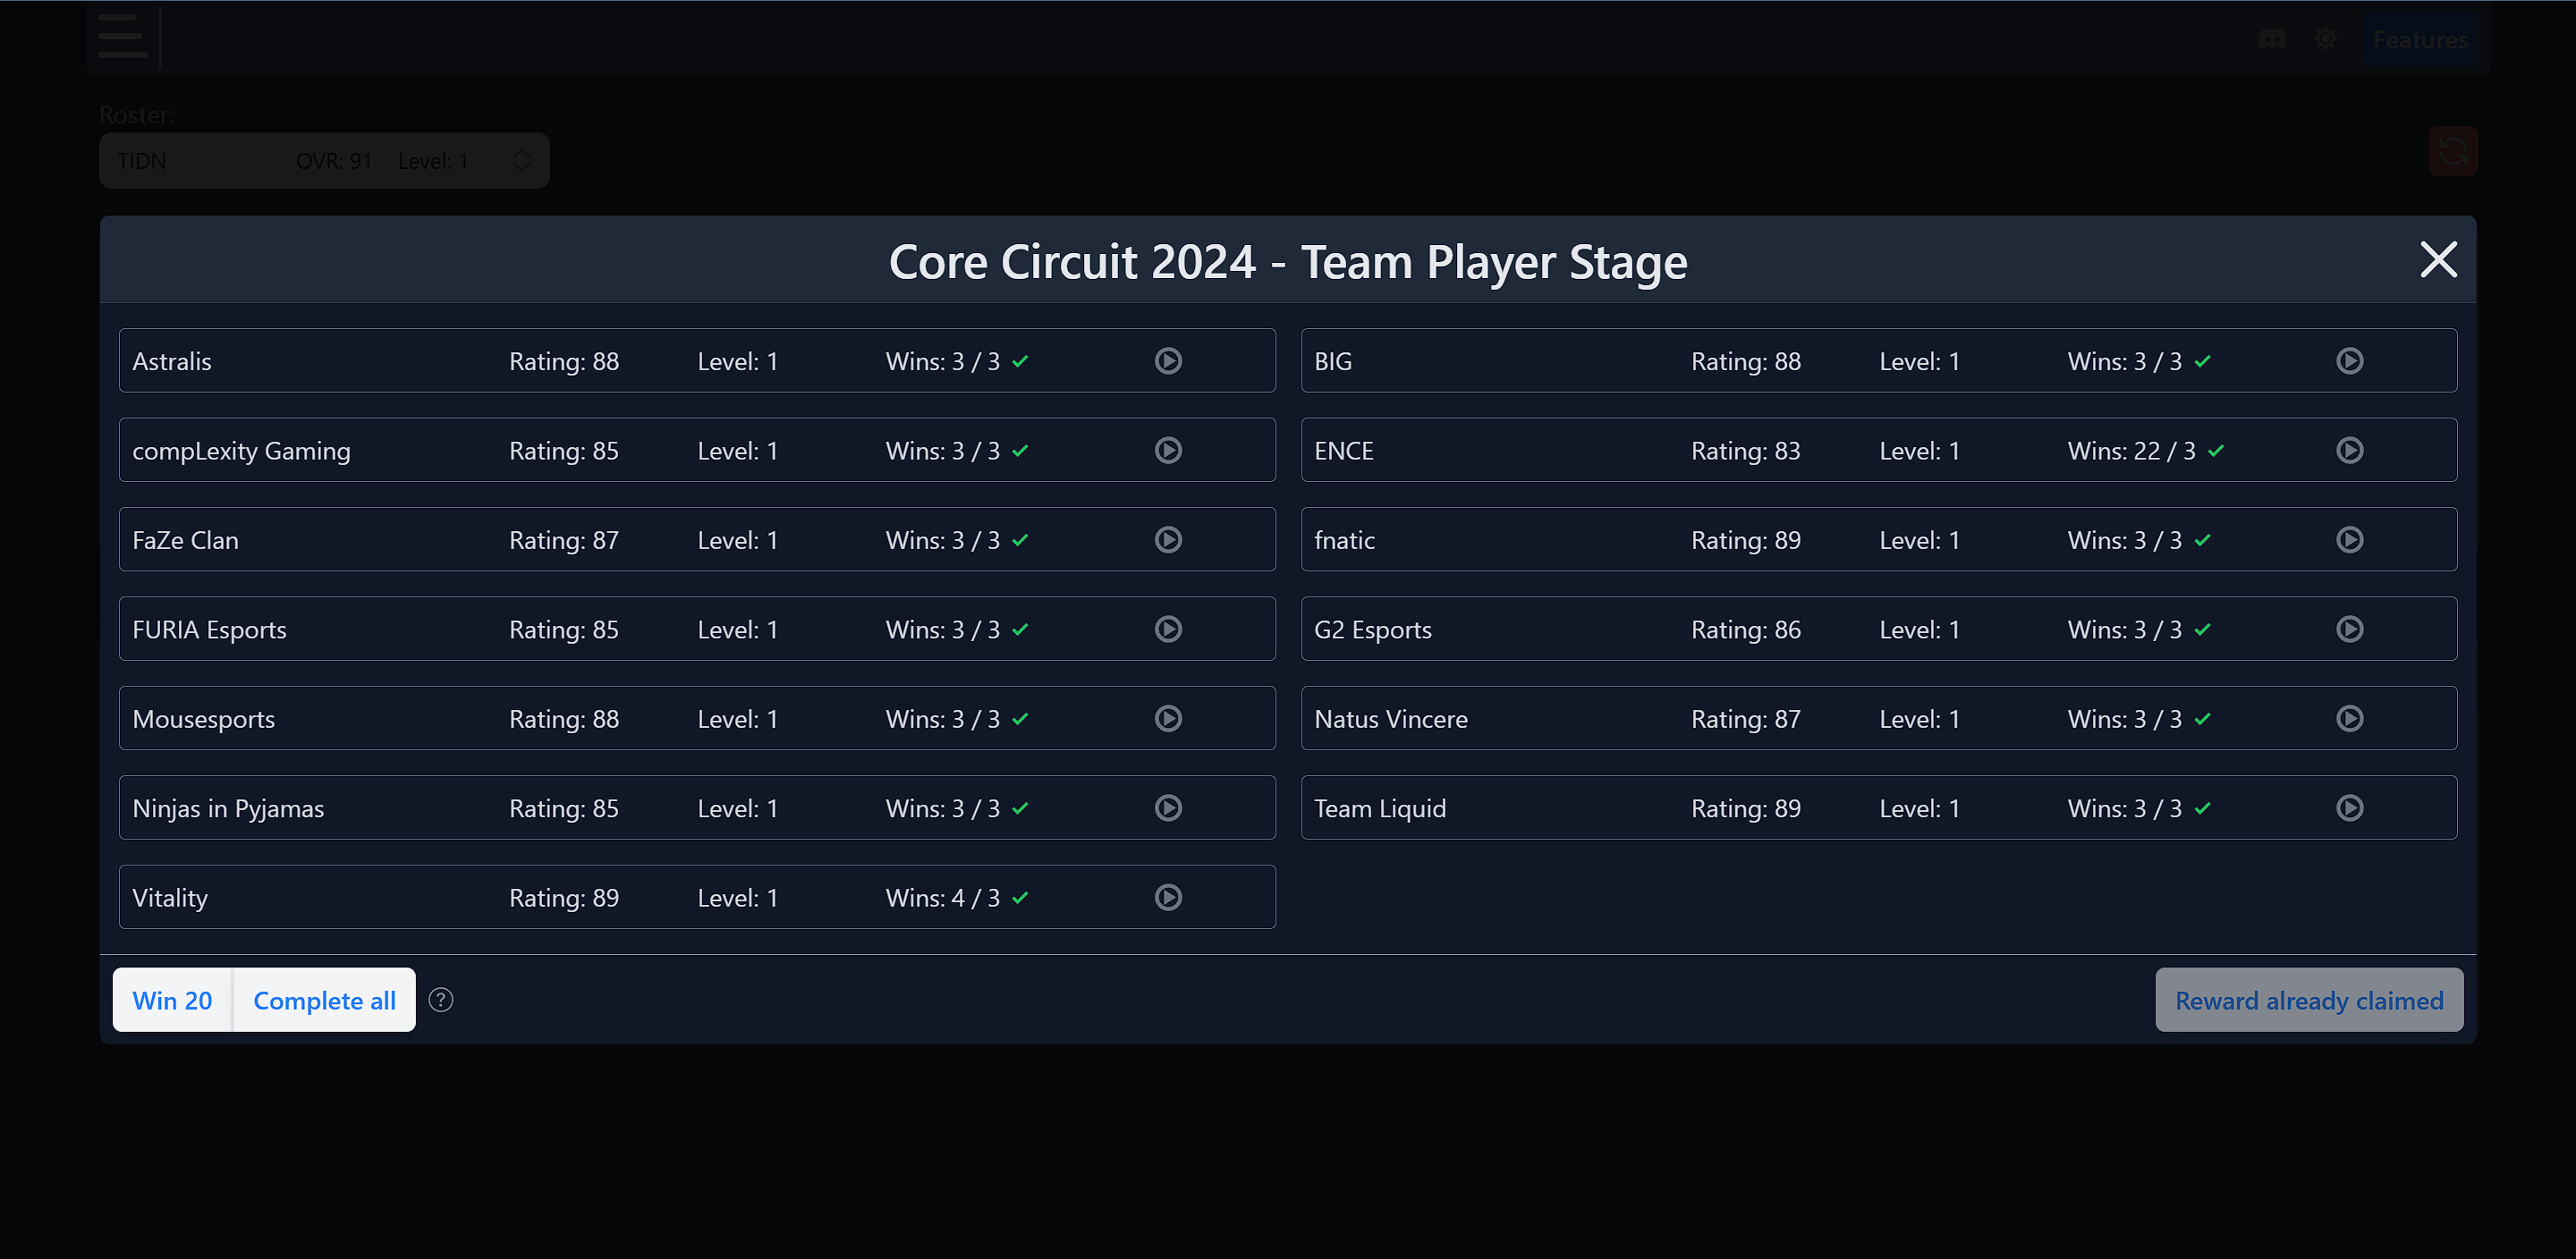 Features
Roster:
TIDN OVR: 91 Level: 1
Core Circuit 2024 - Team Player Stage
Astralis Rating: 88 Level: 1 Wins: 3 / 3
BIG Rating: 88 Level: 1 Wins: 3 / 3
compLexity Gaming Rating: 85 Level: 1 Wins: 3 / 3
ENCE Rating: 83 Level: 1 Wins: 22 / 3
FaZe Clan Rating: 87 Level: 1 Wins: 3 / 3
fnatic Rating: 89 Level: 1 Wins: 3 / 3
FURIA Esports Rating: 85 Level: 1 Wins: 3 / 3
G2 Esports Rating: 86 Level: 1 Wins: 3 / 3
Mousesports Rating: 88 Level: 1 Wins: 3 / 3
Natus Vincere Rating: 87 Level: 1 Wins: 3 / 3
Ninjas in Pyjamas Rating: 85 Level: 1 Wins: 3 / 3
Team Liquid Rating: 89 Level: 1 Wins: 3 / 3
Vitality Rating: 89 Level: 1 Wins: 4 / 3
Win 20 Complete all ? Reward already claimed